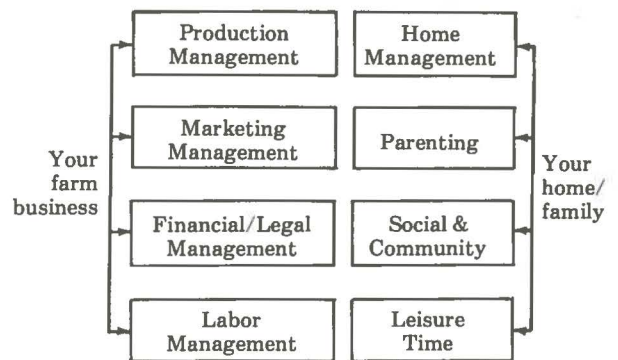 Production
Management
Home
Management
Marketing
Management
Parenting
Your
farm
business
Your
home/
family
Financial/Legal
Management
Social &
Community
Labor
Management
Leisure
Time